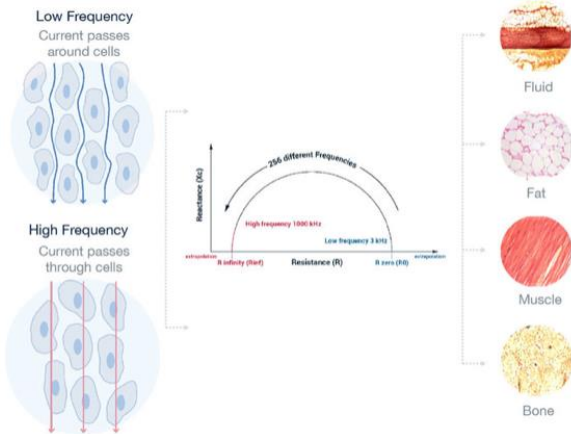 Low Frequency
Current passes
around cells
High Frequency
Current passes
through cells
256 different Frequencies
Reactance (Xc)
High frequency 1000 kHz
Low frequency 3 kHz
extrapolation
R infinity (Rinf)
Resistance (R)
R zero (R0)
extrapolation
Fluid
Fat
Muscle
Bone